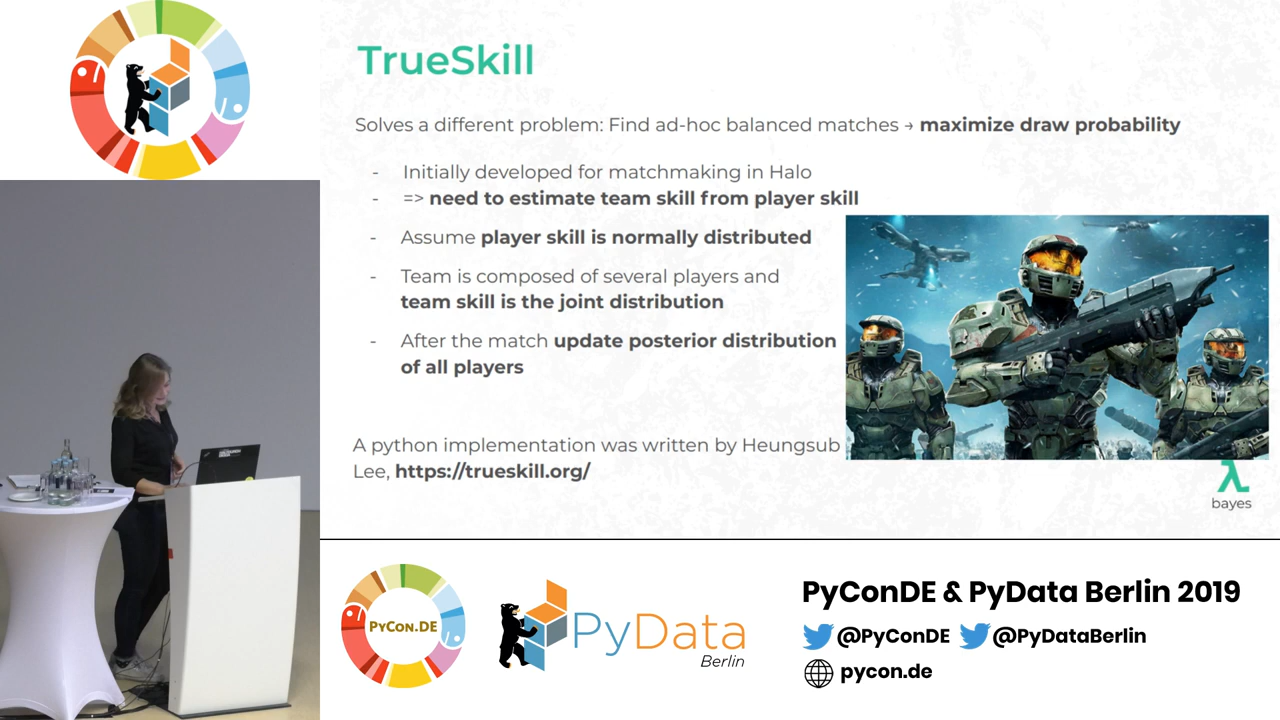 TrueSkill
Solves a different problem: Find ad-hoc balanced matches → maximize draw probability
- Initially developed for matchmaking in Halo
- => need to estimate team skill from player skill
- Assume player skill is normally distributed
- Team is composed of several players and
team skill is the joint distribution
- After the match update posterior distribution
of all players
A python implementation was written by Heungsub
Lee, https://trueskill.org/
λ
bayes
PYCON.DE
PyData
Berlin
PyConDE & PyData Berlin 2019
@PyConDE @PyDataBerlin
pycon.de